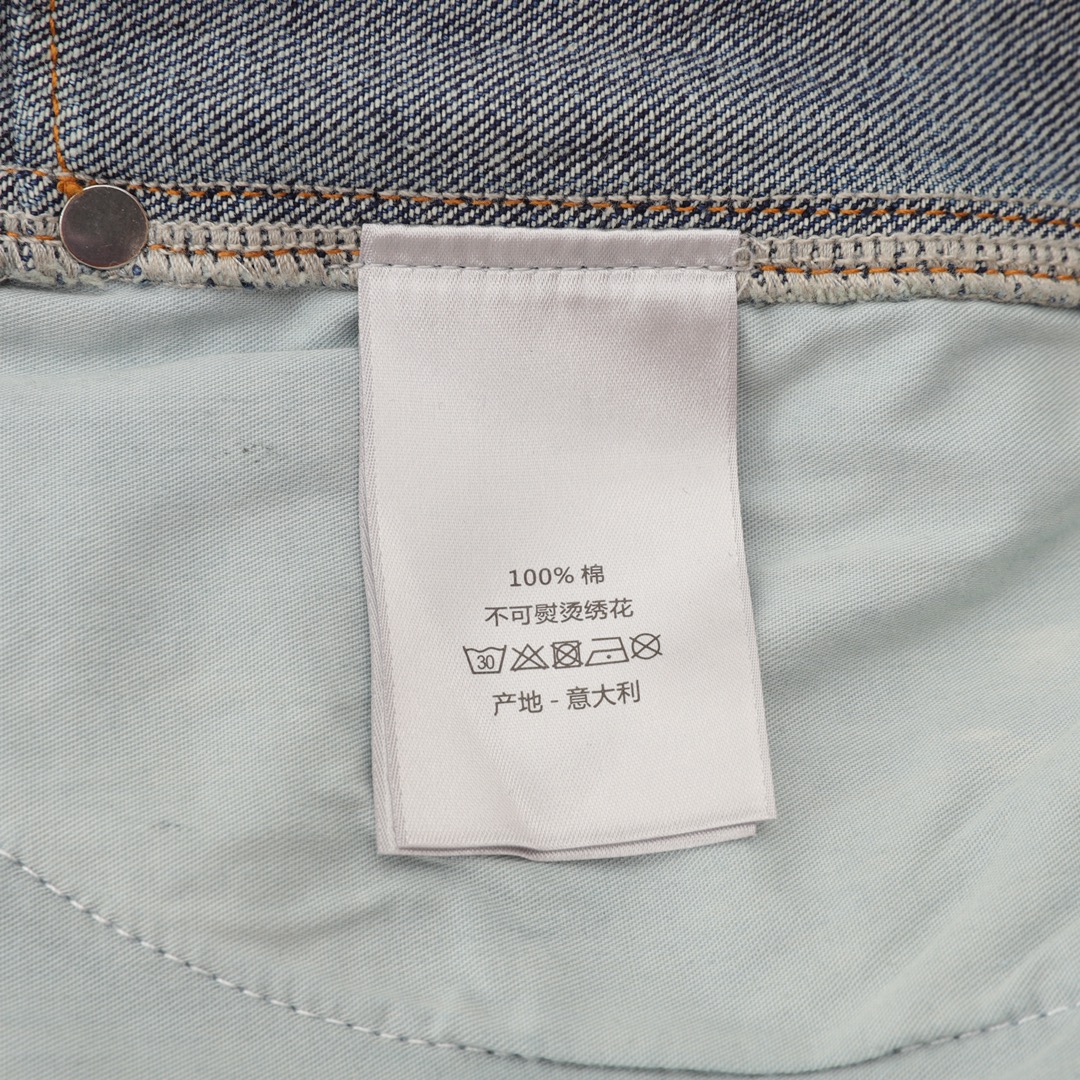 100% 棉
不可熨烫绣花
30
产地 - 意大利